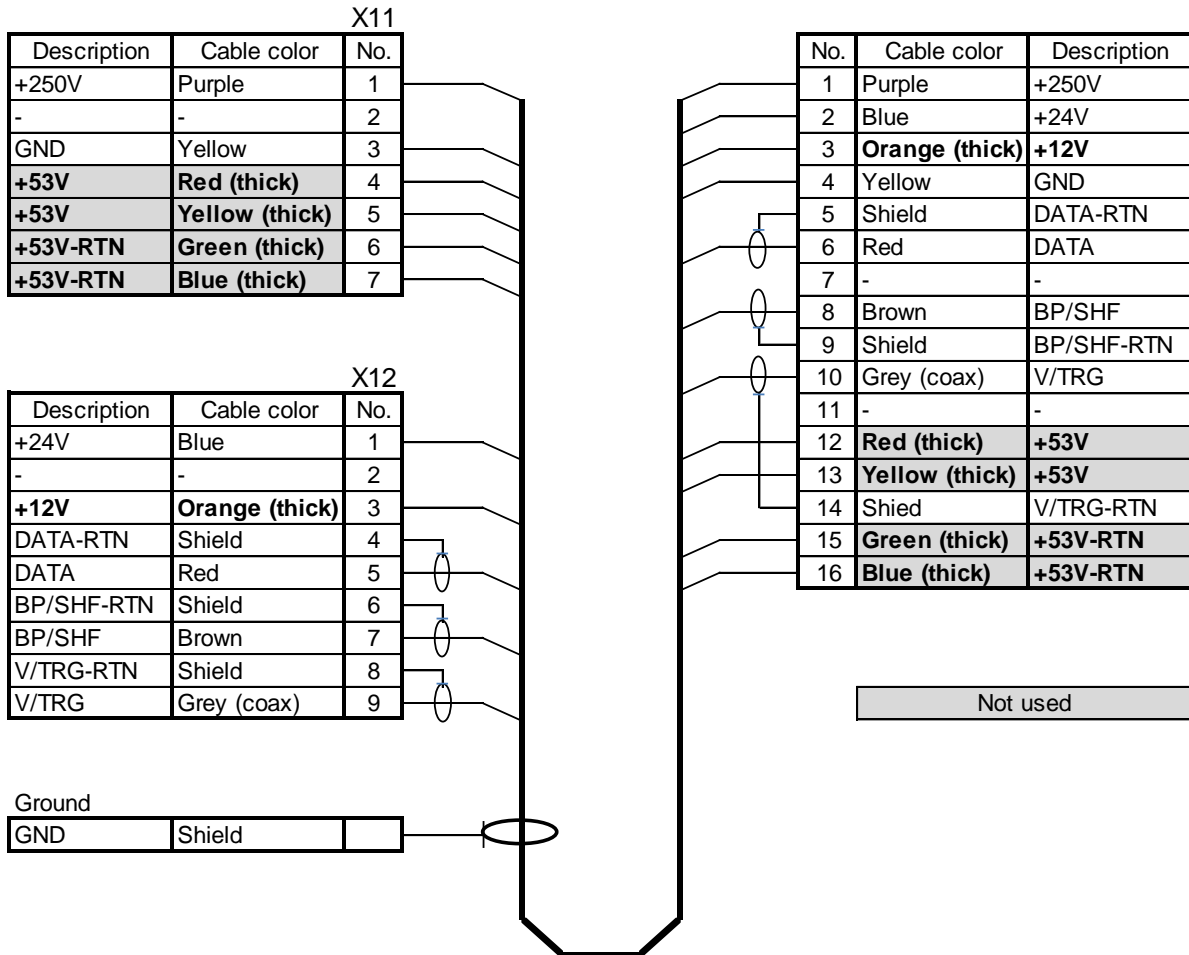 X11
Description Cable color No.
+250V Purple 1
- - 2
GND Yellow 3
+53V Red (thick) 4
+53V Yellow (thick) 5
+53V-RTN Green (thick) 6
+53V-RTN Blue (thick) 7
X12
Description Cable color No.
+24V Blue 1
- - 2
+12V Orange (thick) 3
DATA-RTN Shield 4
DATA Red 5
BP/SHF-RTN Shield 6
BP/SHF Brown 7
V/TRG-RTN Shield 8
V/TRG Grey (coax) 9
Ground
GND Shield
No. Cable color Description
1 Purple +250V
2 Blue +24V
3 Orange (thick) +12V
4 Yellow GND
5 Shield DATA-RTN
6 Red DATA
7 - -
8 Brown BP/SHF
9 Shield BP/SHF-RTN
10 Grey (coax) V/TRG
11 - -
12 Red (thick) +53V
13 Yellow (thick) +53V
14 Shied V/TRG-RTN
15 Green (thick) +53V-RTN
16 Blue (thick) +53V-RTN
Not used